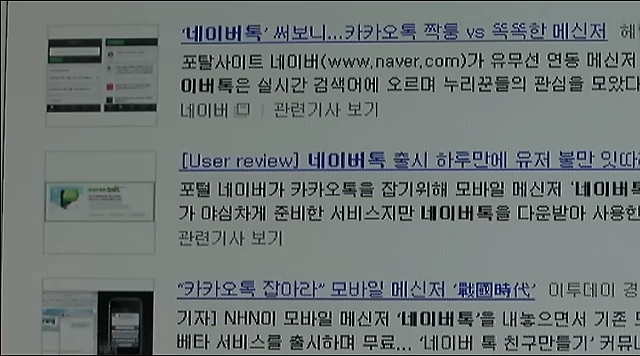 '네이버톡' 써보니...카카오톡 짝퉁 vs 똑똑한 메신저
포탈사이트 네이버(www.naver.com)가 유무선 연동 메신저
이버톡은 실시간 검색어에 오르며 누리꾼들의 관심을 모았다
네이버 | 관련기사 보기
[User review] 네이버톡 출시 하루만에 유저 불만 잇따
포털 네이버가 카카오톡을 잡기위해 모바일 메신저 '네이버톡
가 야심차게 준비한 서비스지만 네이버톡을 다운받아 사용한
관련기사 보기
"카카오톡 잡아라" 모바일 메신저 '戰國時代' 이투데이 경
기자] NHN이 모바일 메신저 '네이버톡'을 내놓으면서 기존
베타 서비스를 출시하며 무료... '네이버 톡 친구만들기' 커뮤니